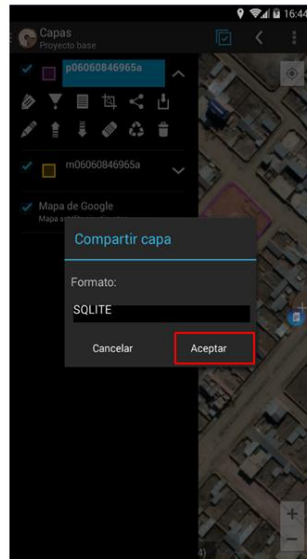 16:44
Capas
Proyecto base
p06060846965a
m06060846965a
Mapa de Google
Compartir capa
Formato:
SQLITE
Cancelar
Aceptar